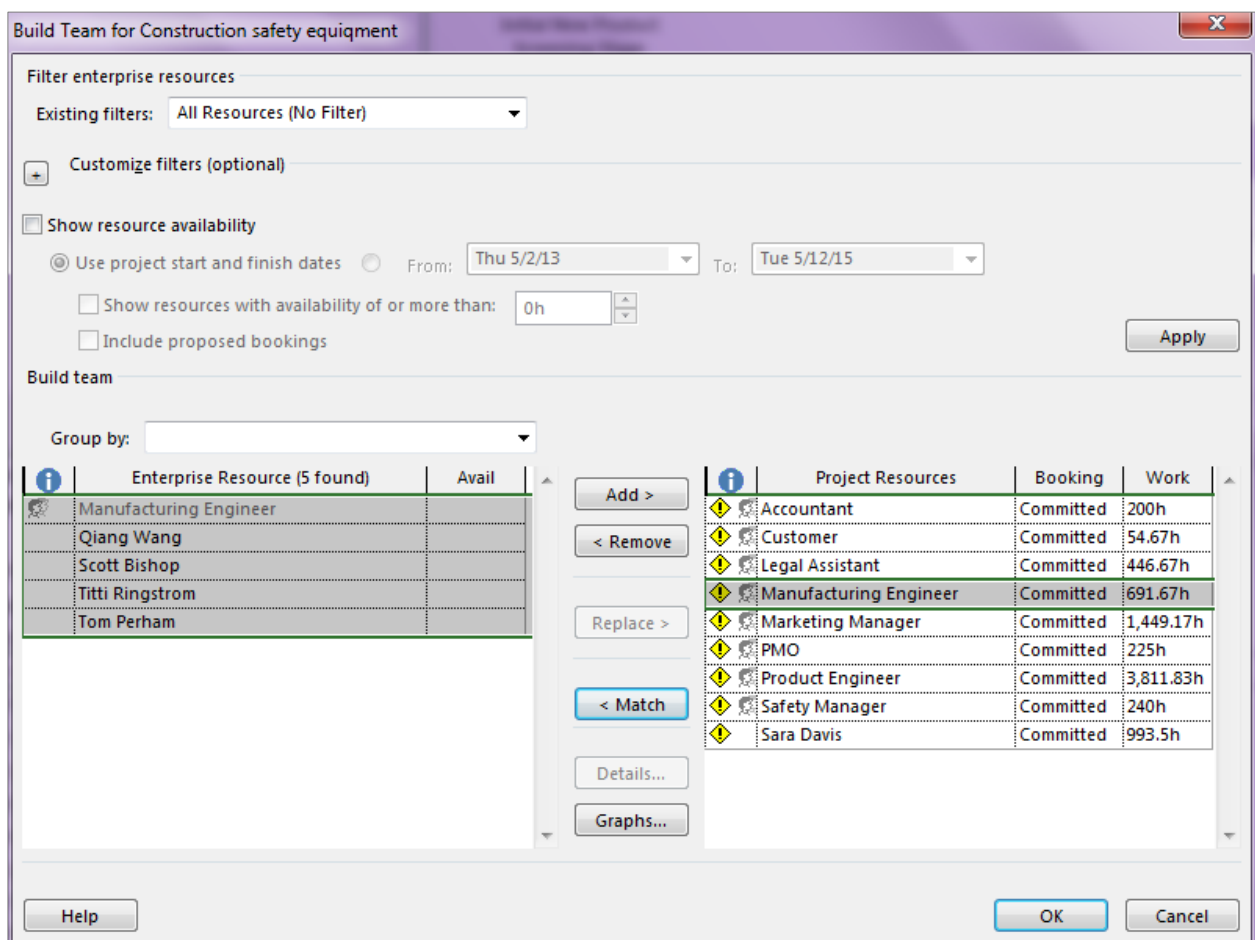 Build Team for Construction safety equiqment
X
Filter enterprise resources
Existing filters: All Resources (No Filter)
+ Customize filters (optional)
Show resource availability
Use project start and finish dates From: Thu 5/2/13 To: Tue 5/12/15
Show resources with availability of or more than: 0h
Include proposed bookings
Apply
Build team
Group by:
Enterprise Resource (5 found) Avail
Manufacturing Engineer
Qiang Wang
Scott Bishop
Titti Ringstrom
Tom Perham
Add >
< Remove
Replace >
< Match
Details...
Graphs...
Project Resources Booking Work
Accountant Committed 200h
Customer Committed 54.67h
Legal Assistant Committed 446.67h
Manufacturing Engineer Committed 691.67h
Marketing Manager Committed 1,449.17h
PMO Committed 225h
Product Engineer Committed 3,811.83h
Safety Manager Committed 240h
Sara Davis Committed 993.5h
Help OK Cancel